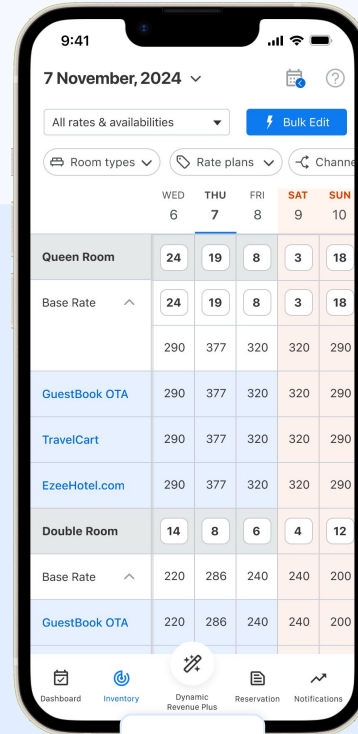 9:41
7 November, 2024
All rates & availabilities
Bulk Edit
Room types
Rate plans
Channe
WED THU FRI SAT SUN
6 7 8 9 10
Queen Room 24 19 8 3 18
Base Rate 24 19 8 3 18
290 377 320 320 290
GuestBook OTA 290 377 320 320 290
TravelCart 290 377 320 320 290
EzeeHotel.com 290 377 320 320 290
Double Room 14 8 6 4 12
Base Rate 220 286 240 240 200
GuestBook OTA 220 286 240 240 200
Dashboard
Inventory
Dynamic
Revenue Plus
Reservation
Notifications